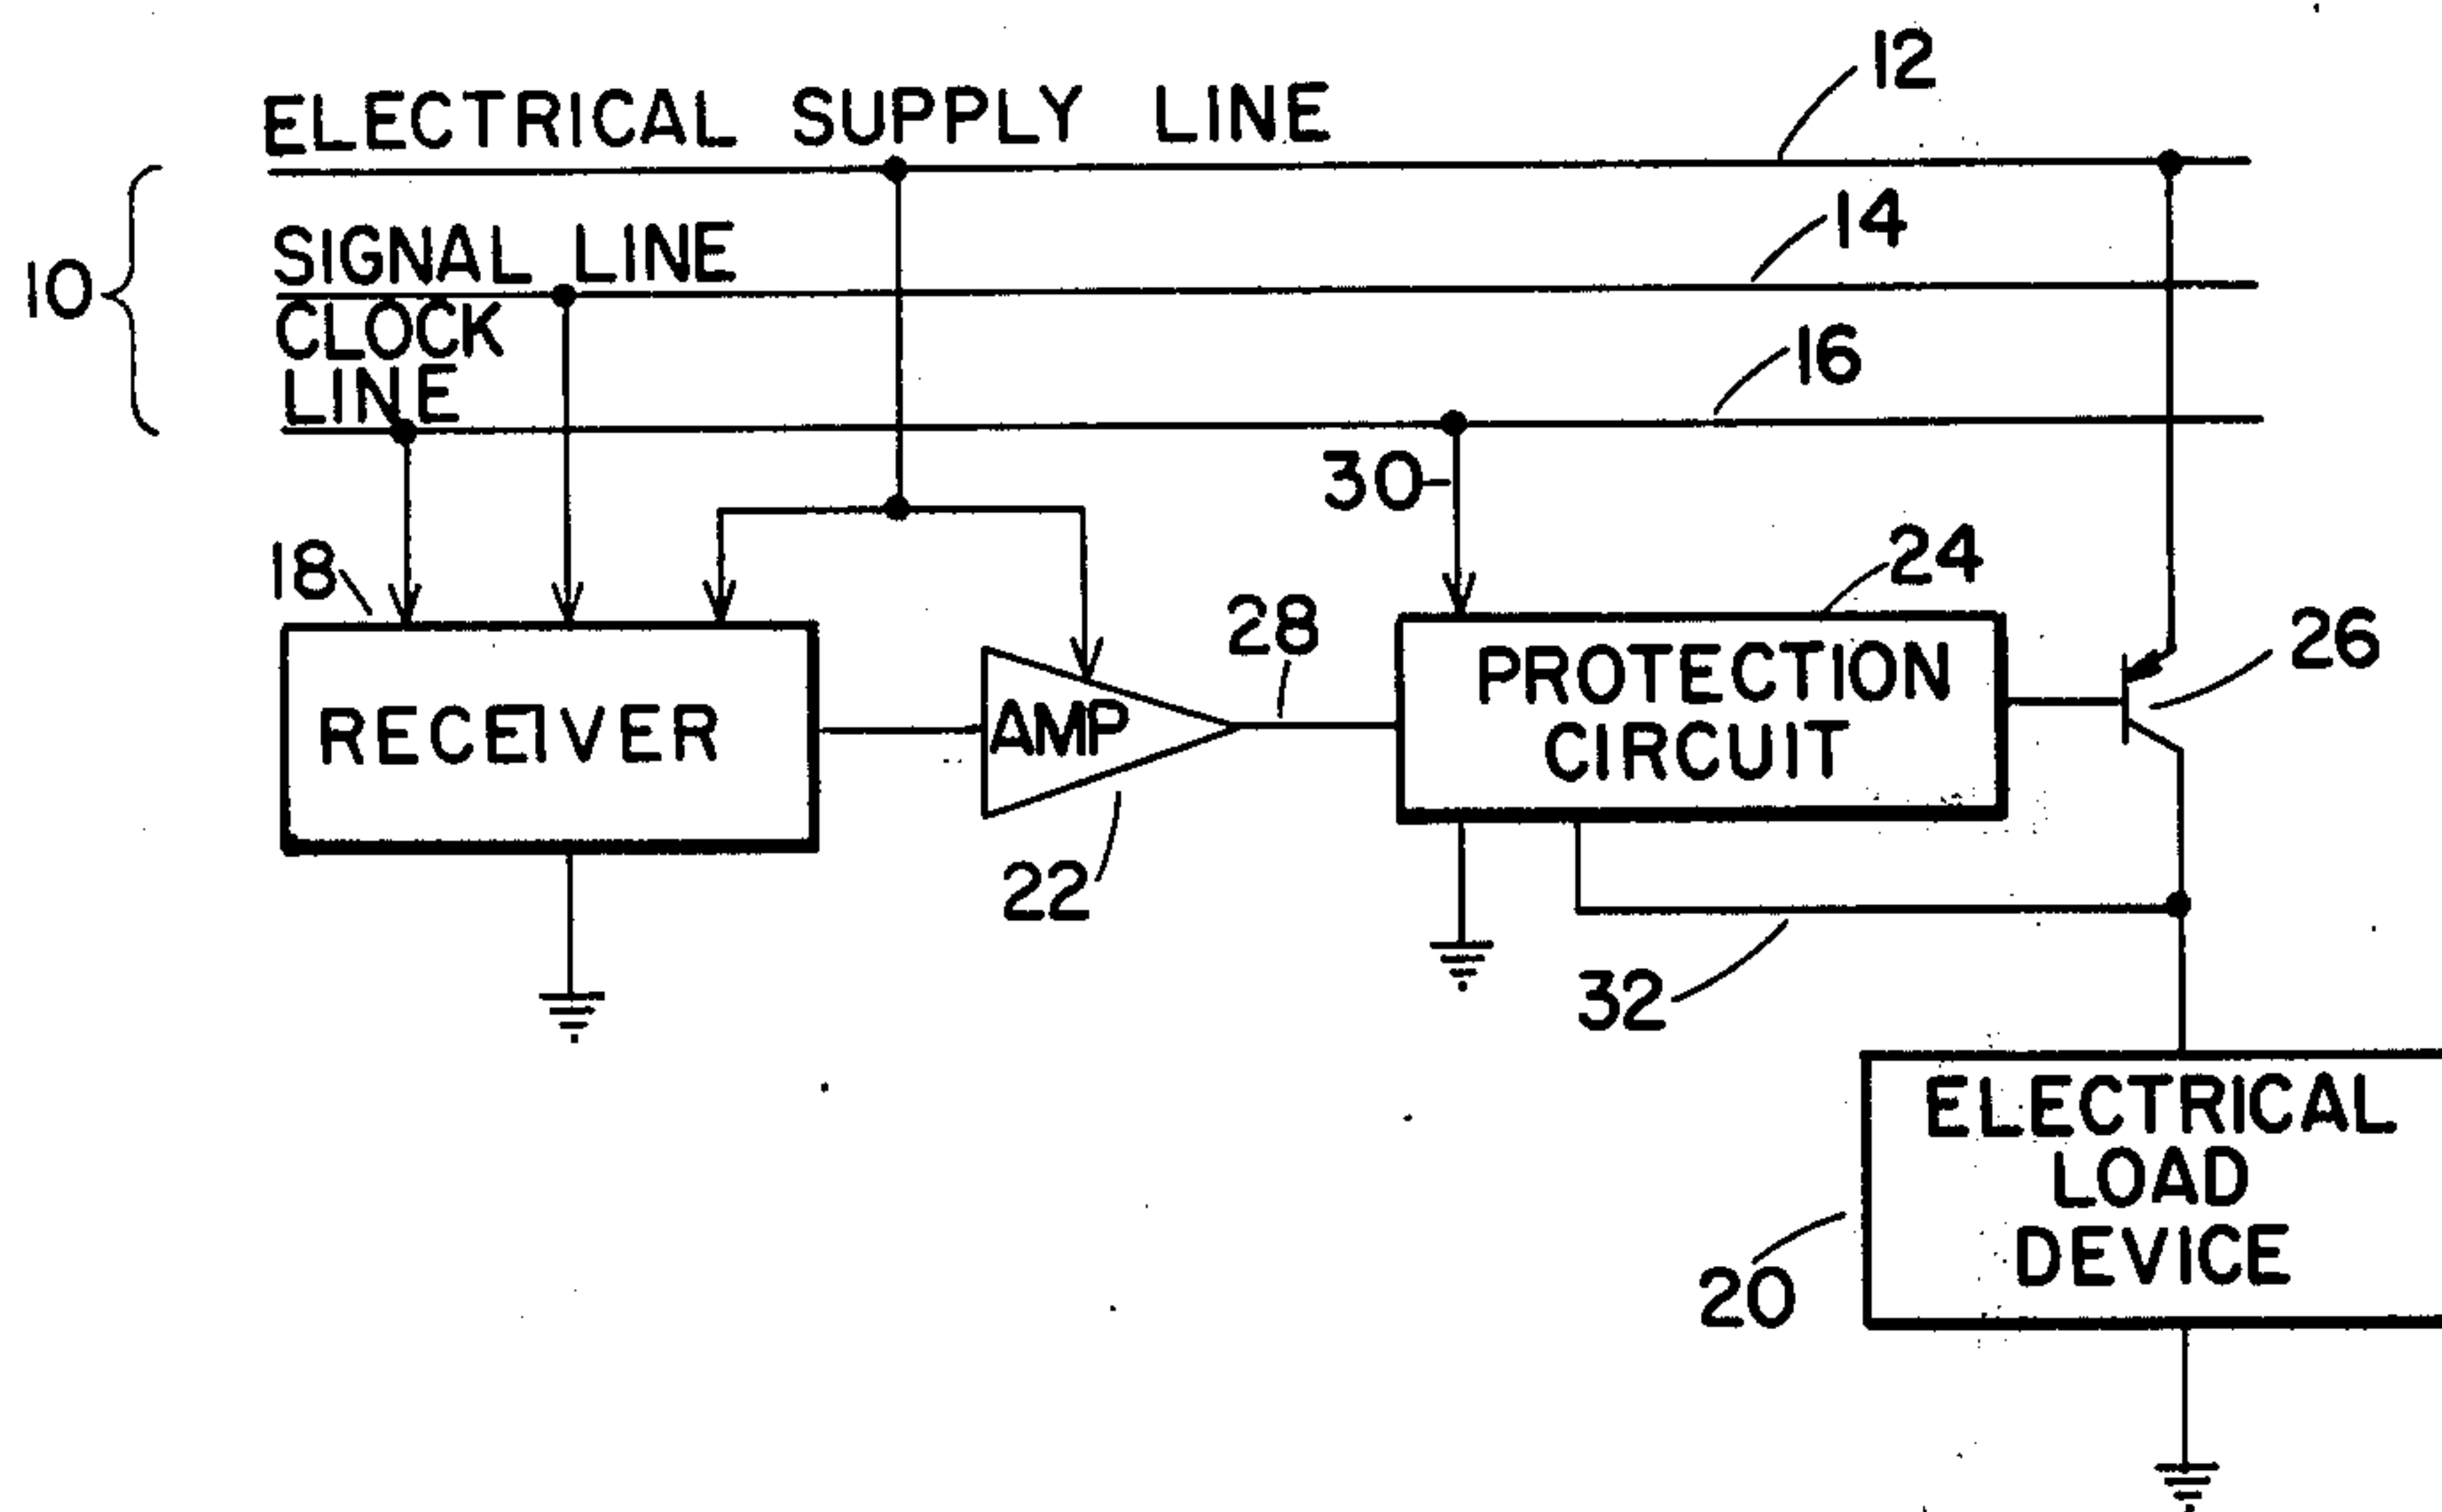 12
ELECTRICAL SUPPLY LINE
14
SIGNAL LINE
10
CLOCK
LINE
16
30
18
24
28
26
RECEIVER
AMP
PROTECTION
CIRCUIT
22
32
ELECTRICAL
LOAD
DEVICE
20